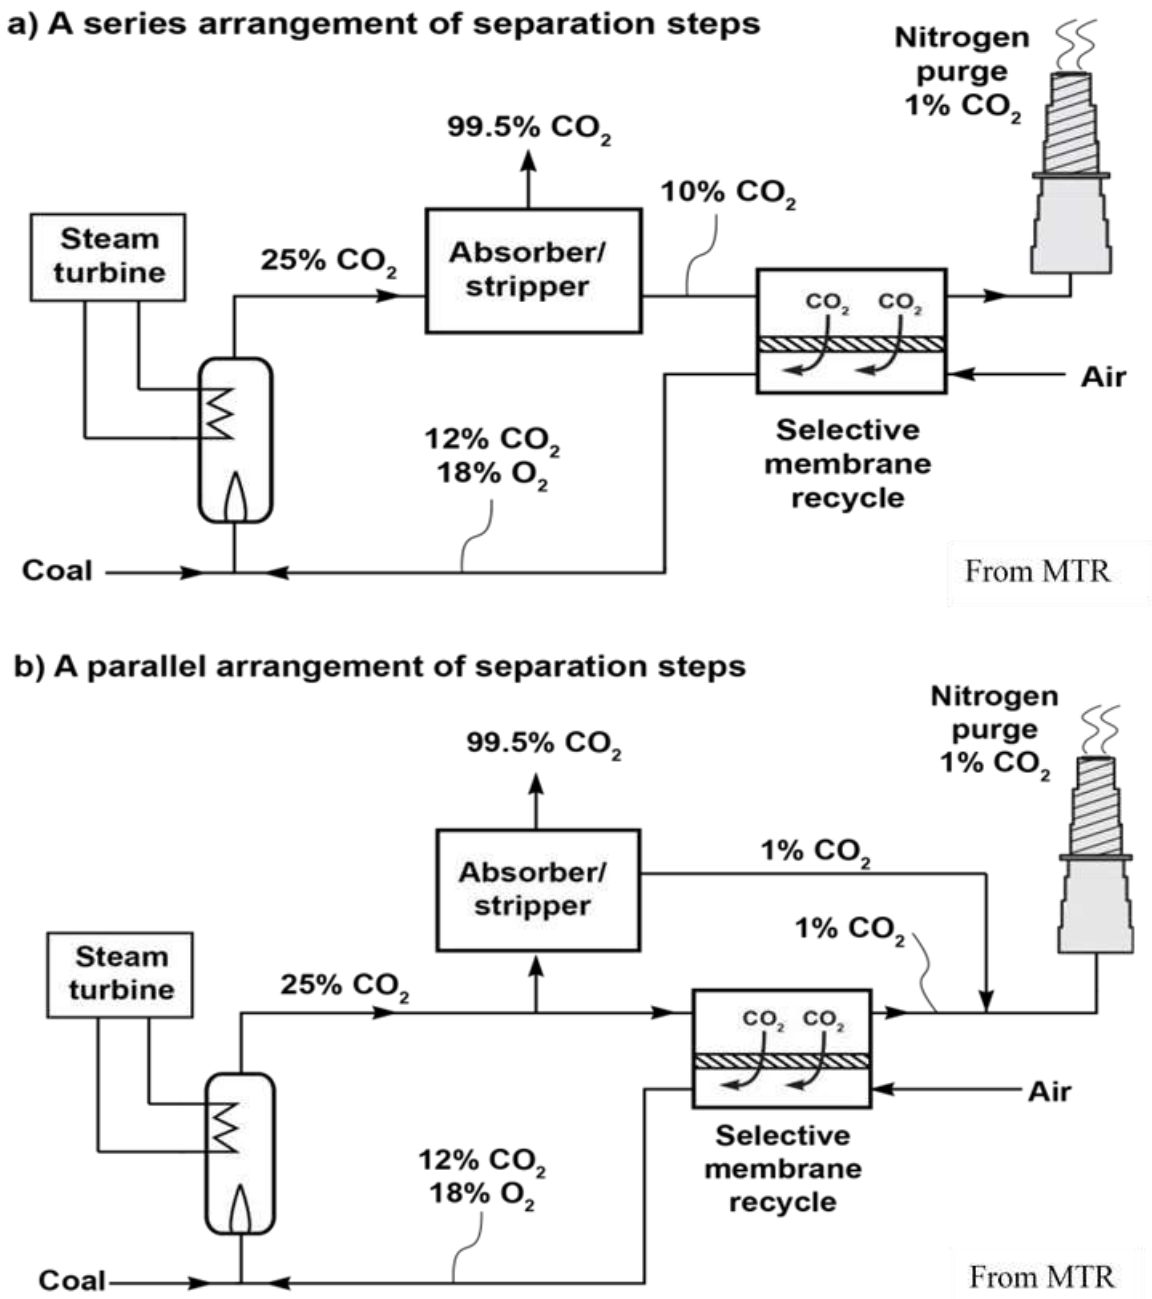 a) A series arrangement of separation steps
Nitrogen
purge
1% CO₂
99.5% CO₂
10% CO₂
Steam
turbine
25% CO₂
Absorber/
stripper
CO₂ CO₂
Air
12% CO₂
18% O₂
Selective
membrane
recycle
Coal
From MTR
b) A parallel arrangement of separation steps
Nitrogen
purge
1% CO₂
99.5% CO₂
1% CO₂
Absorber/
stripper
1% CO₂
Steam
turbine
25% CO₂
CO₂ CO₂
Air
Selective
membrane
recycle
12% CO₂
18% O₂
Coal
From MTR